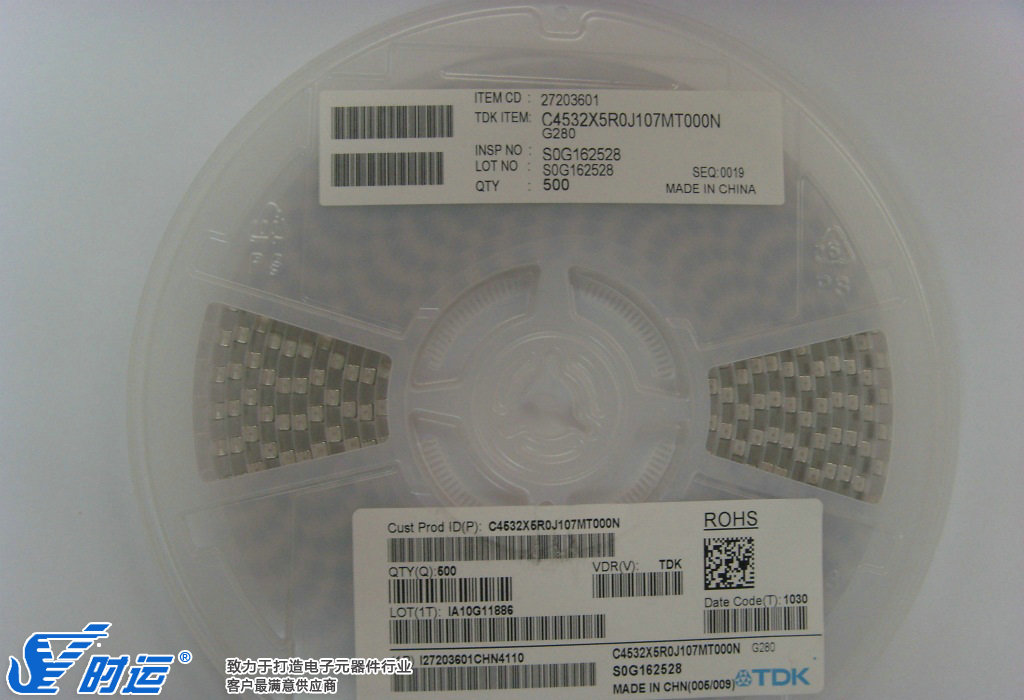 ITEM CD : 27203601
TDK ITEM: C4532X5R0J107MT000N
G280
INSP NO : S0G162528
LOT NO : S0G162528
QTY : 500
SEQ:0019
MADE IN CHINA
Cust Prod ID(P): C4532X5R0J107MT000N
ROHS
QTY(Q):500
VDR(V): TDK
LOT(1T): IA10G11886
Date Code(T): 1030
I27203601CHN4110
C4532X5R0J107MT000N G280
S0G162528
MADE IN CHN(005/009) TDK
时运®
致力于打造电子元器件行业
客户最满意供应商